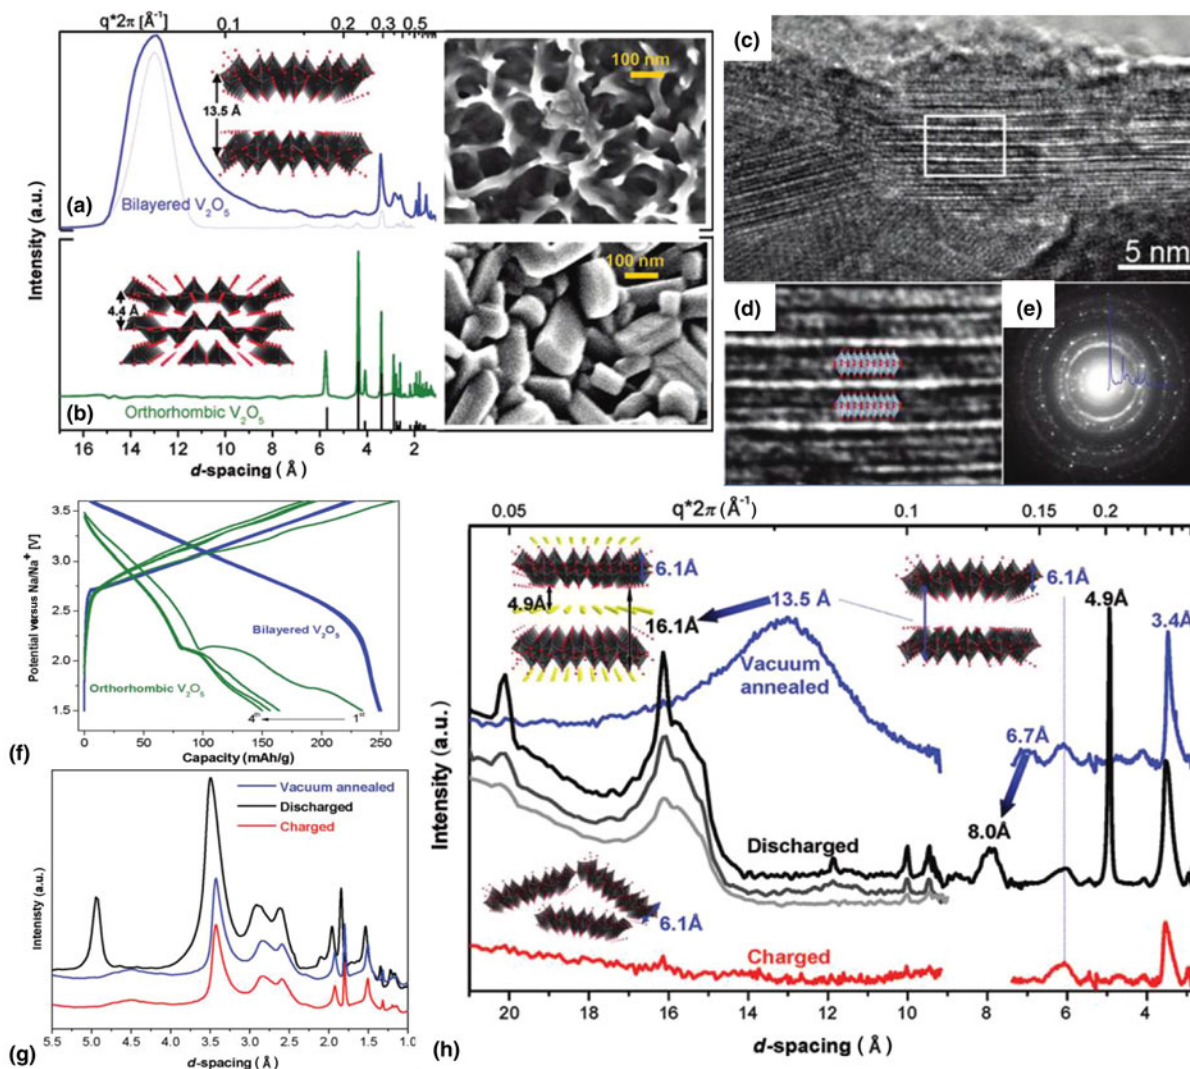 q*2π [Å⁻¹]
0.1 0.2 0.3 0.5
13.5 Å
(a)
Bilayered V₂O₅
100 nm
Intensity (a.u.)
4.4 Å
(b)
Orthorhombic V₂O₅
100 nm
16 14 12 10 8 6 4 2
d-spacing (Å)
(c)
5 nm
(d)
(e)
3.5
3.0
2.5
2.0
1.5
Potential versus Na/Na⁺ [V]
Bilayered V₂O₅
Orthorhombic V₂O₅
4ᵗʰ 1ˢᵗ
0 50 100 150 200 250
(f)
Capacity (mAh/g)
Vacuum annealed
Discharged
Charged
Intenisty (a.u.)
5.5 5.0 4.5 4.0 3.5 3.0 2.5 2.0 1.5 1.0
(g)
d-spacing (Å)
q*2π (Å⁻¹)
0.05 0.1 0.15 0.2
6.1Å
4.9Å
16.1Å
13.5 Å
6.1Å
4.9Å
3.4Å
Vacuum
annealed
6.7Å
8.0Å
Intensity (a.u.)
Discharged
6.1Å
Charged
20 18 16 14 12 10 8 6 4
(h)
d-spacing (Å)